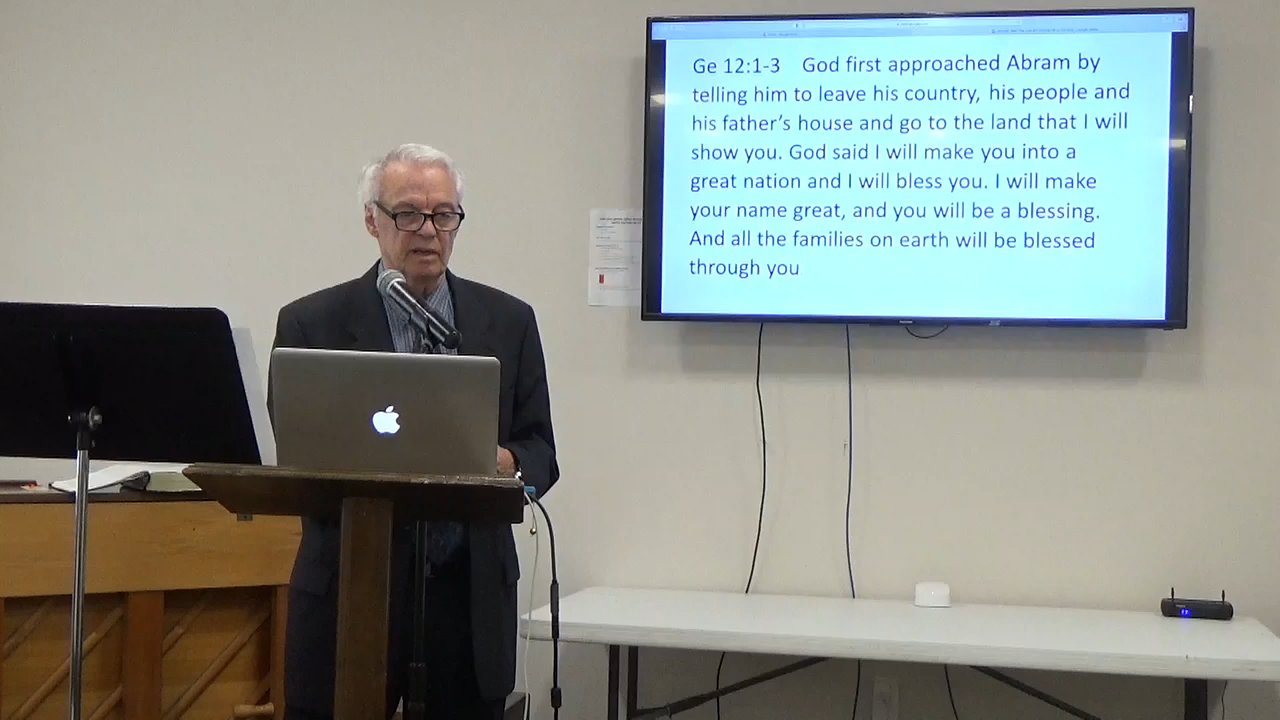 Ge 12:1-3 God first approached Abram by
telling him to leave his country, his people and
his father’s house and go to the land that I will
show you. God said I will make you into a
great nation and I will bless you. I will make
your name great, and you will be a blessing.
And all the families on earth will be blessed
through you